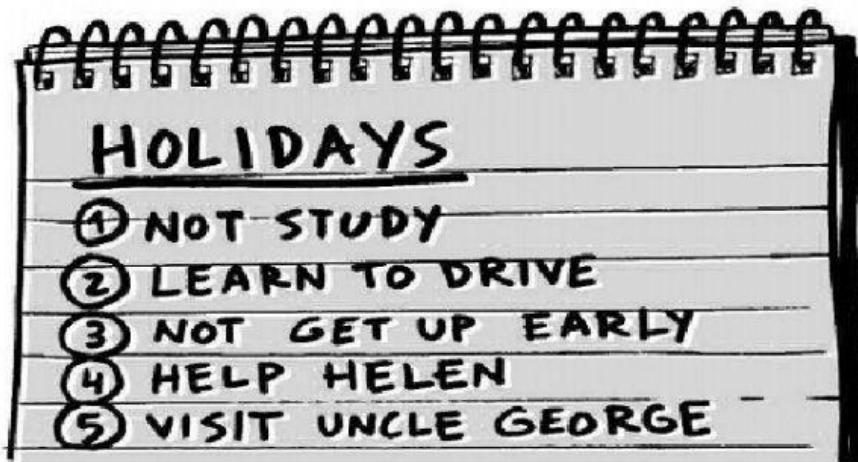 HOLIDAYS
① NOT STUDY
② LEARN TO DRIVE
③ NOT GET UP EARLY
④ HELP HELEN
⑤ VISIT UNCLE GEORGE